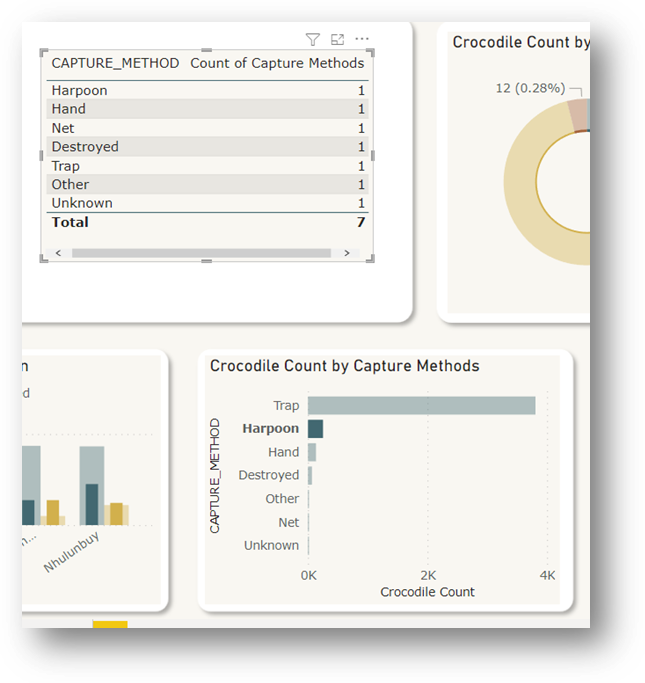 Crocodile Count by
CAPTURE_METHOD Count of Capture Methods
Harpoon 1
Hand 1
Net 1
Destroyed 1
Trap 1
Other 1
Unknown 1
Total 7
12 (0.28%)
n
d
n...
Nhulunbuy
Crocodile Count by Capture Methods
CAPTURE_METHOD
Trap
Harpoon
Hand
Destroyed
Other
Net
Unknown
0K 2K 4K
Crocodile Count